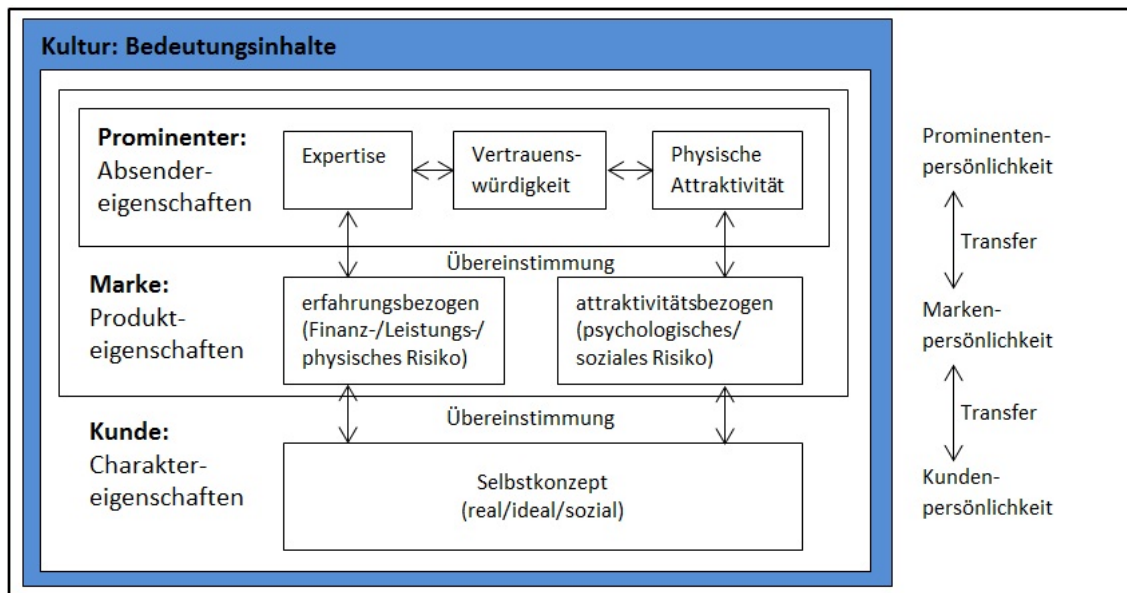 Kultur: Bedeutungsinhalte
Prominenter:
Absender-
eigenschaften
Expertise
Vertrauens-
würdigkeit
Physische
Attraktivität
Übereinstimmung
Marke:
Produkt-
eigenschaften
erfahrungsbezogen
(Finanz-/Leistungs-/
physisches Risiko)
attraktivitätsbezogen
(psychologisches/
soziales Risiko)
Übereinstimmung
Kunde:
Charakter-
eigenschaften
Selbstkonzept
(real/ideal/sozial)
Prominenten-
persönlichkeit
Transfer
Marken-
persönlichkeit
Transfer
Kunden-
persönlichkeit